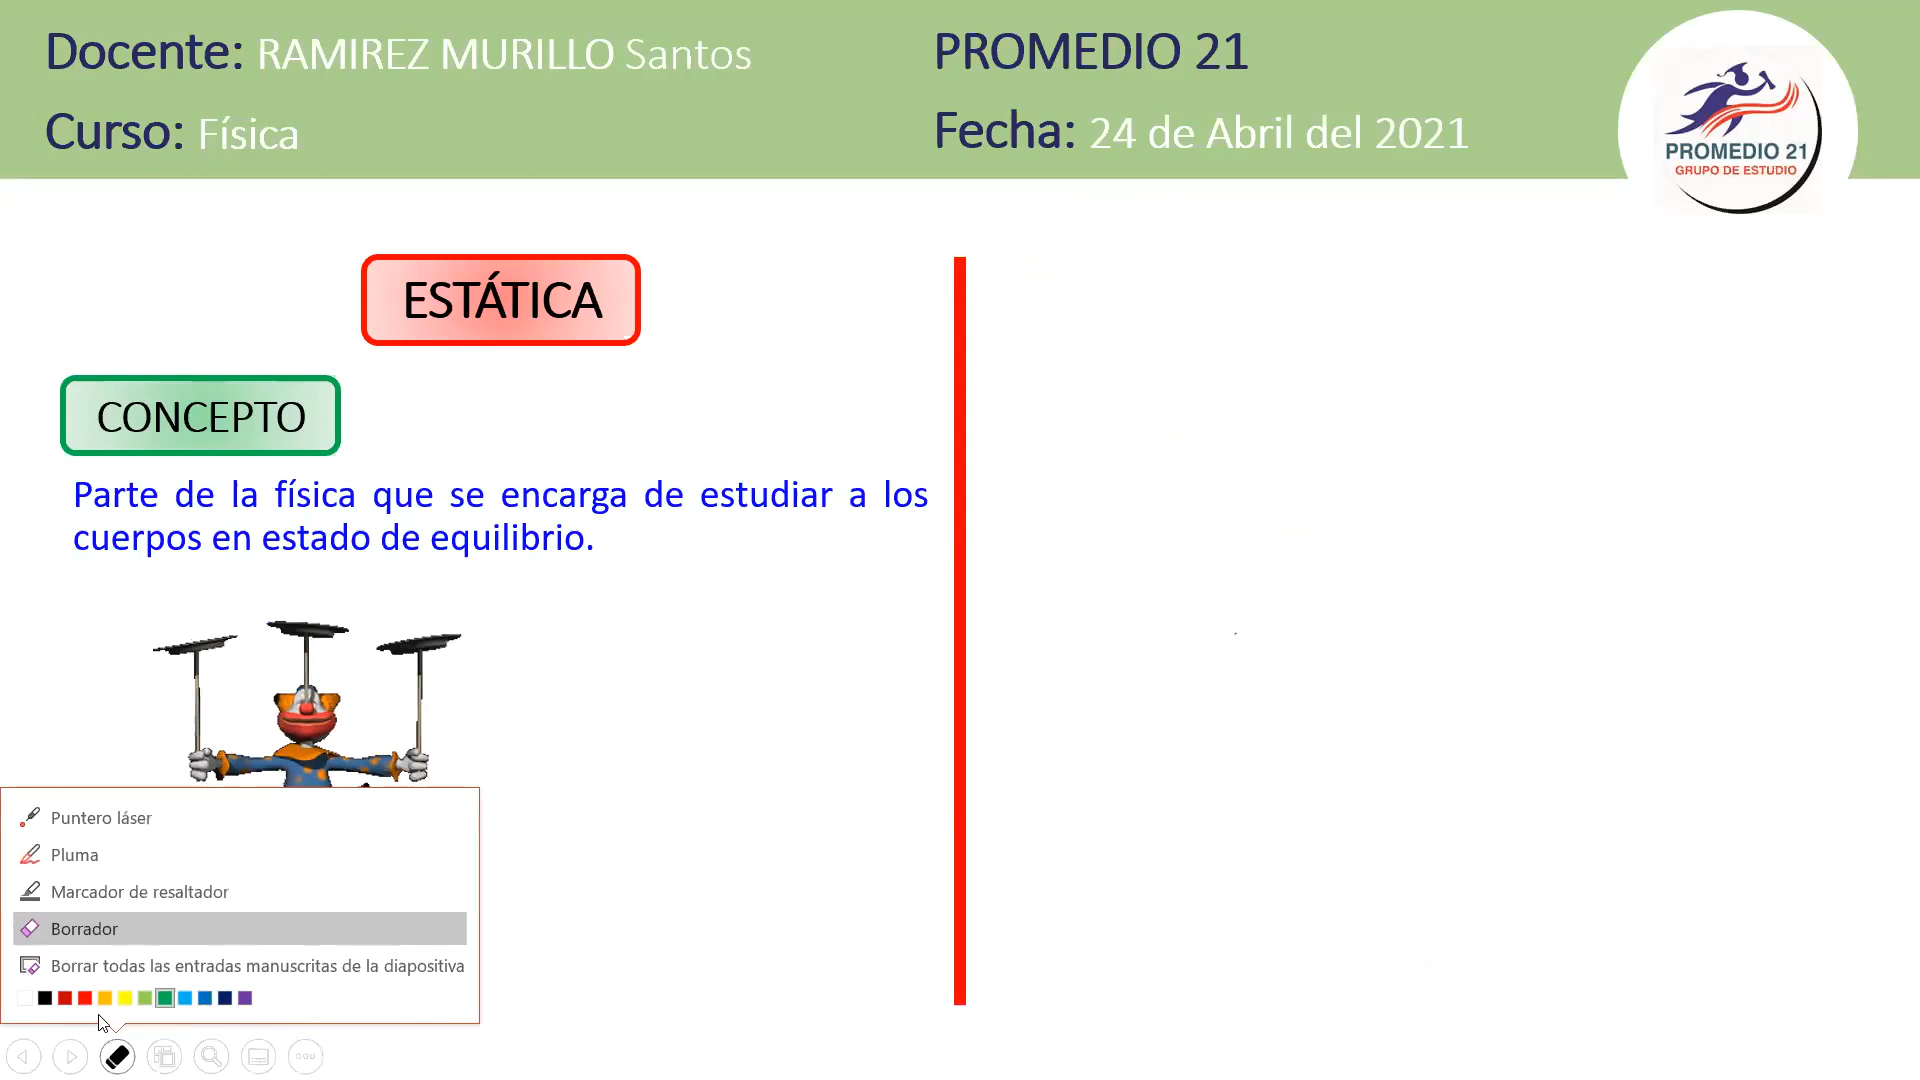 Docente: RAMIREZ MURILLO Santos
PROMEDIO 21
Curso: Física
Fecha: 24 de Abril del 2021
PROMEDIO 21
GRUPO DE ESTUDIO
ESTÁTICA
CONCEPTO
Parte de la física que se encarga de estudiar a los
cuerpos en estado de equilibrio.
Puntero láser
Pluma
Marcador de resaltador
Borrador
Borrar todas las entradas manuscritas de la diapositiva